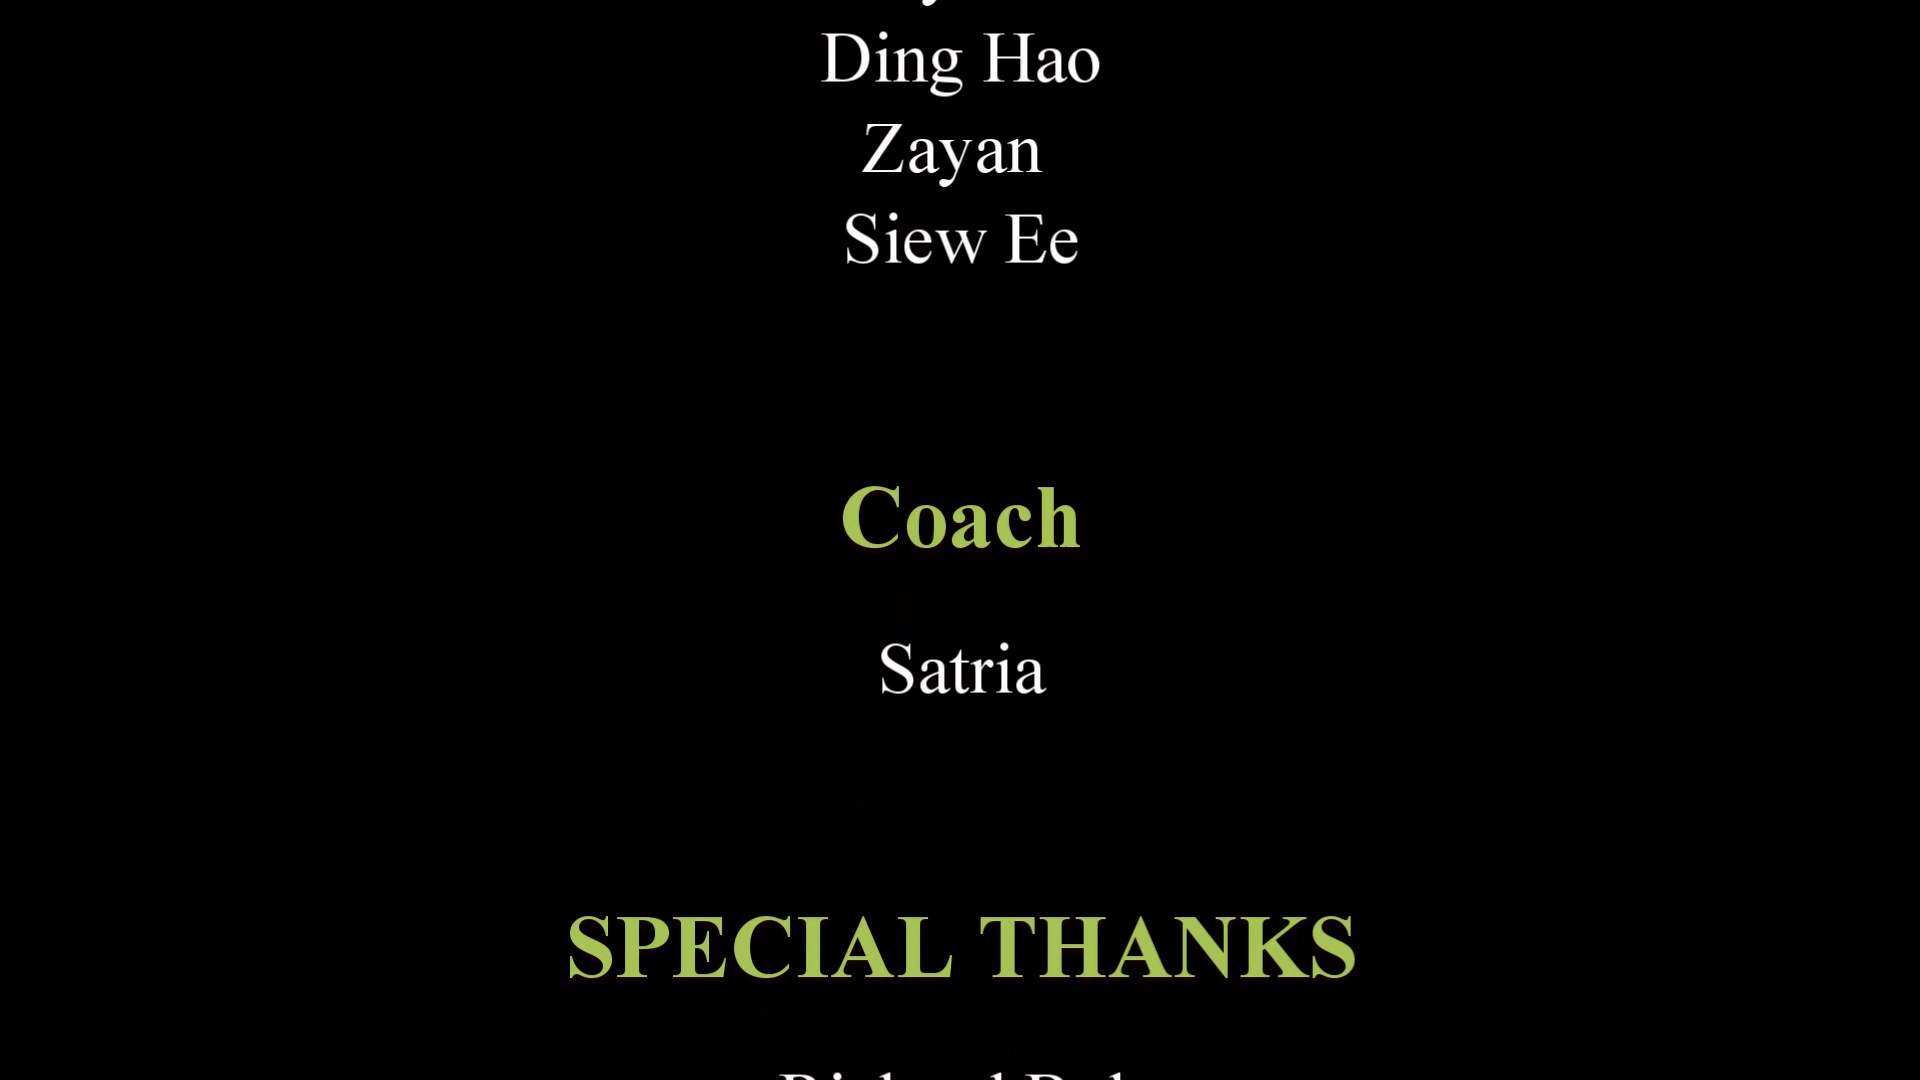 Ding Hao
Zayan
Siew Ee
Coach
Satria
SPECIAL THANKS